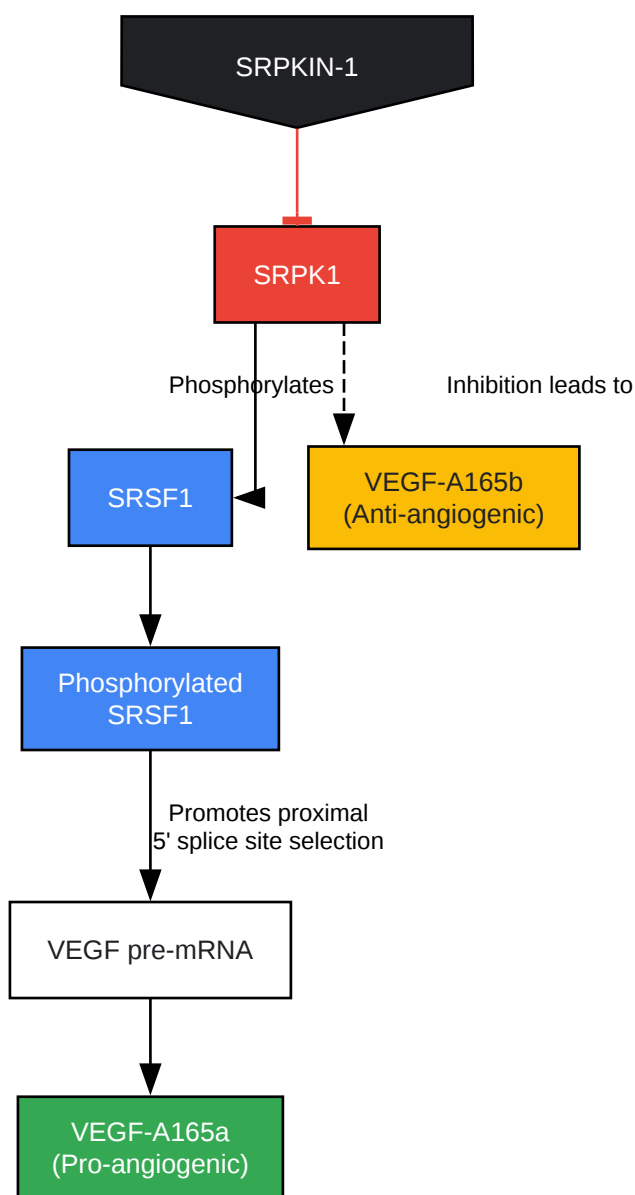 SRPKIN-1
SRPK1
Phosphorylates
Inhibition leads to
SRSF1
VEGF-A165b
(Anti-angiogenic)
Phosphorylated
SRSF1
Promotes proximal
5' splice site selection
VEGF pre-mRNA
VEGF-A165a
(Pro-angiogenic)